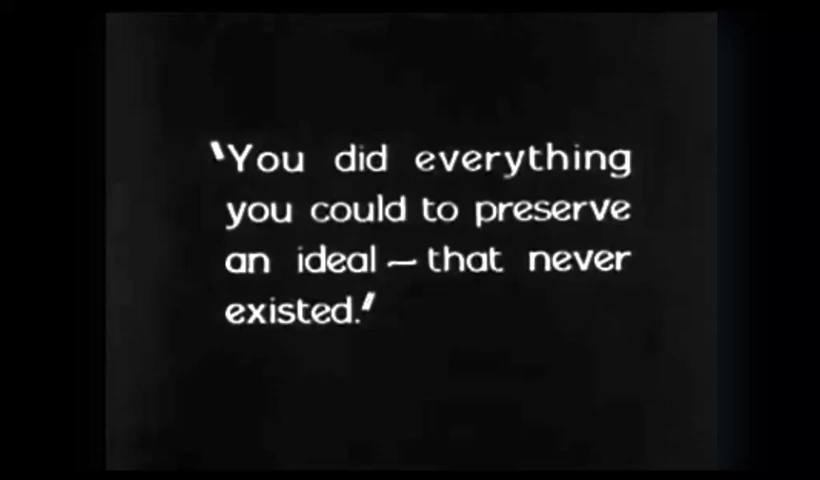 "You did everything
you could to preserve
an ideal — that never
existed."